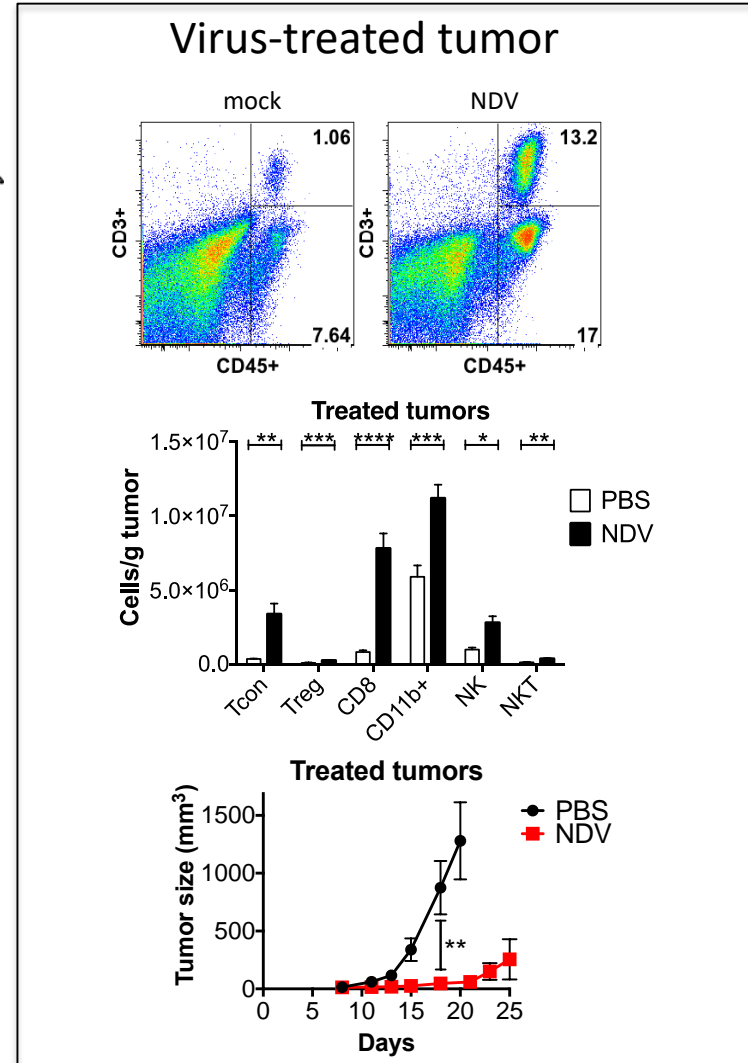 Virus-treated tumor
mock NDV
1.06 13.2
CD3+ CD3+
7.64 17
CD45+ CD45+
Treated tumors
** *** **** *** * **
1.5×10⁷
1.0×10⁷
5.0×10⁶
0.0
Cells/g tumor
PBS
NDV
Tcon Treg CD8 CD11b+ NK NKT
Treated tumors
Tumor size (mm³)
1500
1000
500
0
PBS
NDV
**
0 5 10 15 20 25
Days